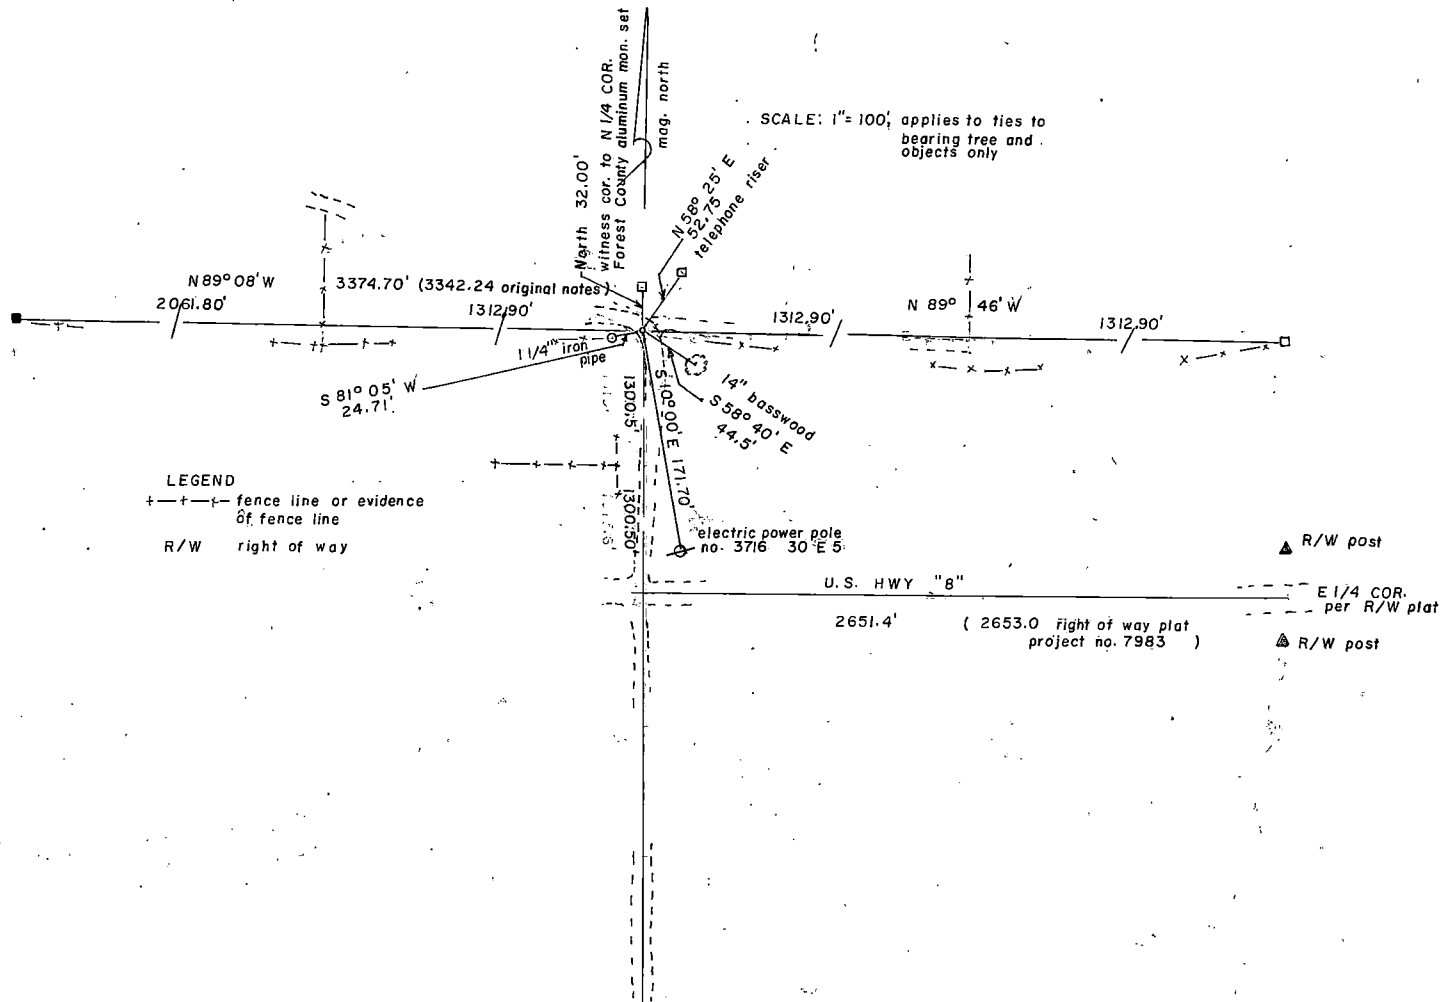 North 32.00'
witness cor. to N 1/4 COR.
Forest County aluminum mon. set
mag. north
SCALE: 1"= 100', applies to ties to
bearing tree and
objects only
N 58° 25' E
52.75
telephone riser
N 89° 08' W
3374.70' (3342.24 original notes)
2061.80'
1312.90'
1312.90'
N 89° 46' W
1312.90'
1 1/4" iron
pipe
S 81° 05' W
24.71'
14" basswood
S 58° 40' E
44.5'
1300.5'
S 10° 00' E 171.70'
1300.50'
LEGEND
fence line or evidence
of fence line
R/W right of way
electric power pole
no. 3716 30 E 5
R/W post
U.S. HWY "8"
E 1/4 COR.
per R/W plat
2651.4'
( 2653.0 right of way plat
project no. 7983 )
R/W post